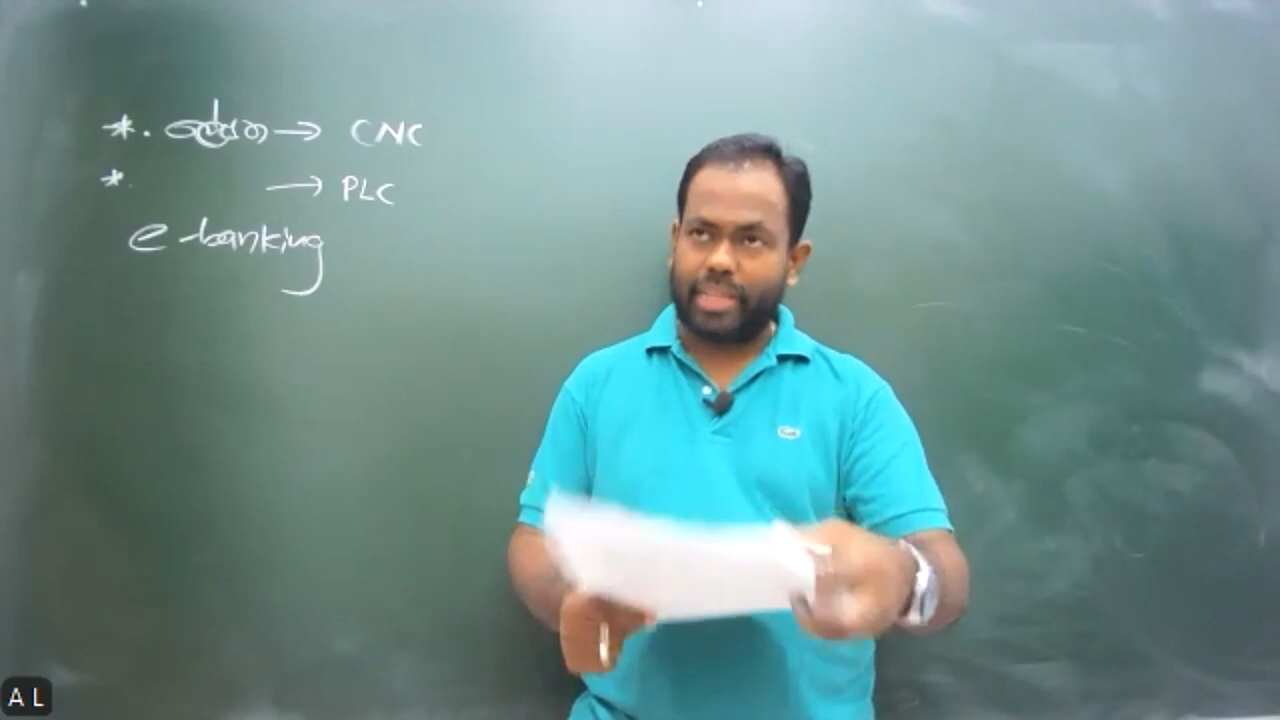 *. → CNC
* → PLC
e-banking
A L